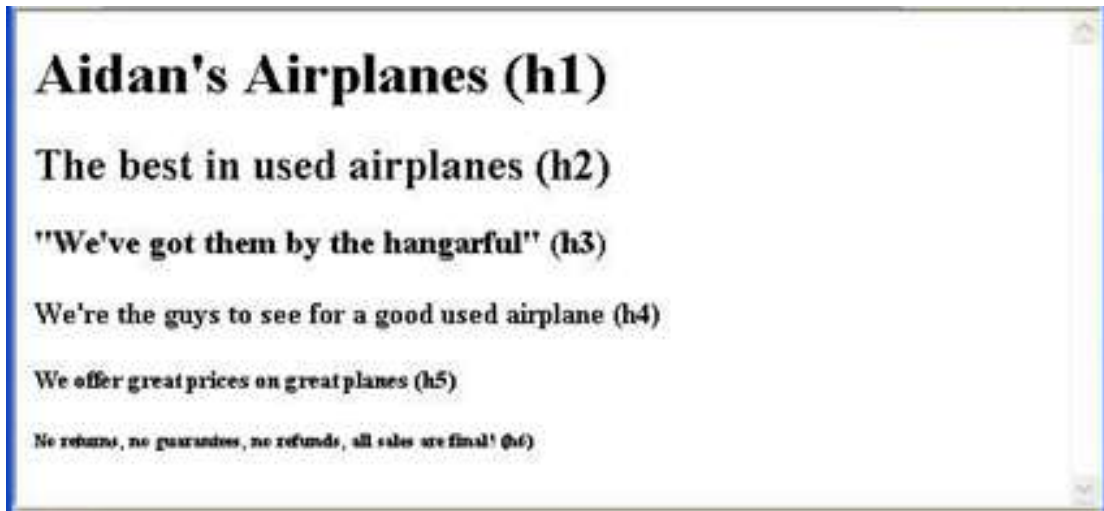 Aidan's Airplanes (h1)
The best in used airplanes (h2)
"We've got them by the hangarful" (h3)
We're the guys to see for a good used airplane (h4)
We offer great prices on great planes (h5)
No returns, no guarantees, no refunds, all sales are final! (h6)